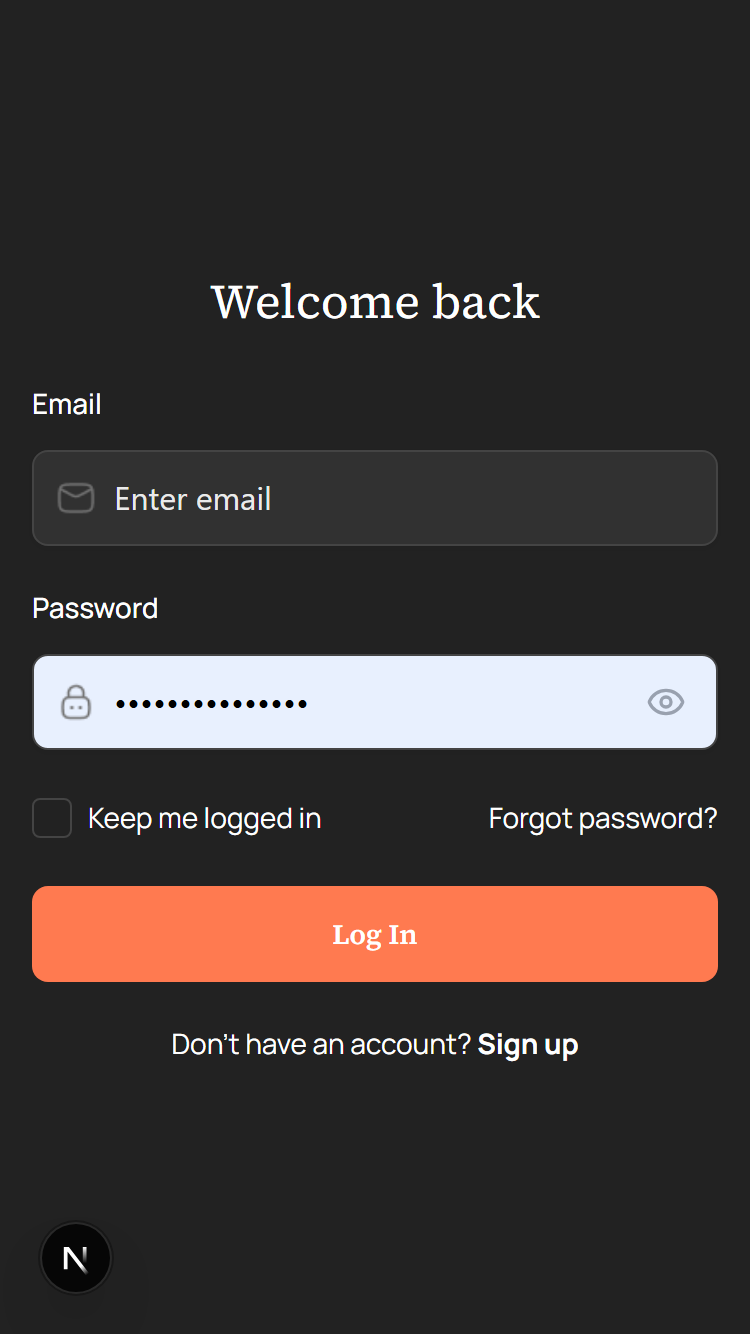 Welcome back
Email
Enter email
Password
•••••••••••••••
Keep me logged in
Forgot password?
Log In
Don't have an account? Sign up
N